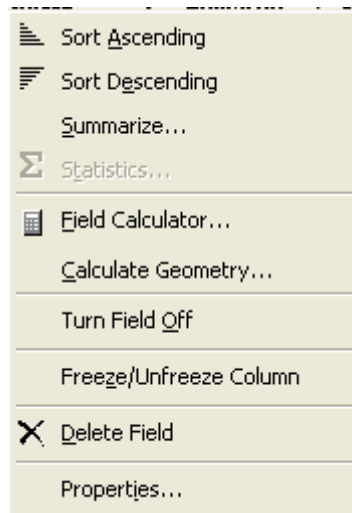 Sort Ascending
Sort Descending
Summarize...
Σ Statistics...
Field Calculator...
Calculate Geometry...
Turn Field Off
Freeze/Unfreeze Column
Delete Field
Properties...